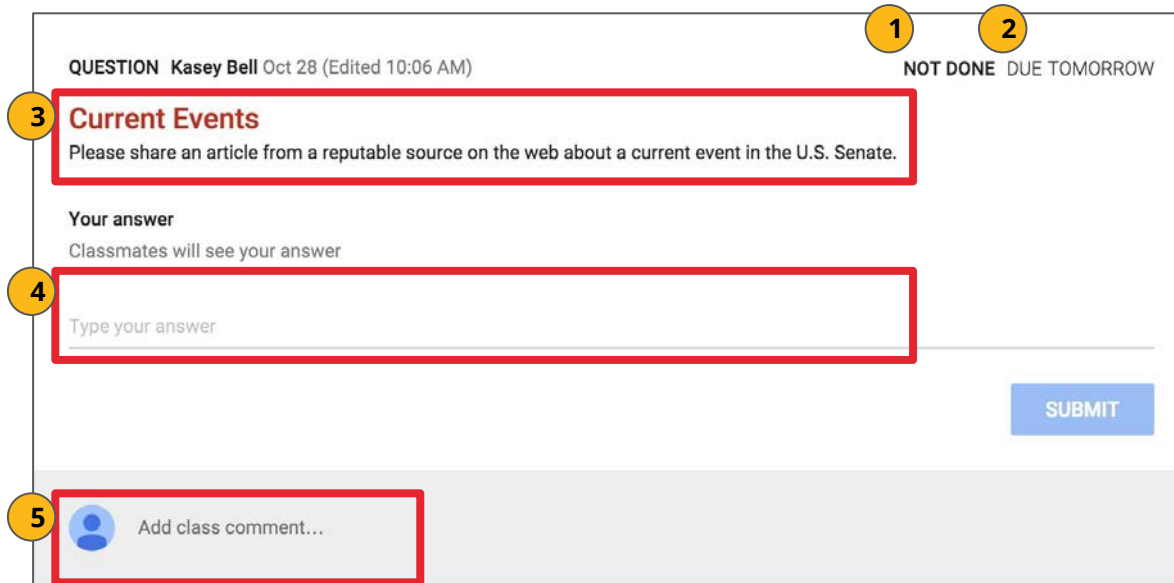 1 2
QUESTION Kasey Bell Oct 28 (Edited 10:06 AM) NOT DONE DUE TOMORROW
3 Current Events
Please share an article from a reputable source on the web about a current event in the U.S. Senate.
Your answer
Classmates will see your answer
4
Type your answer
SUBMIT
5 Add class comment...